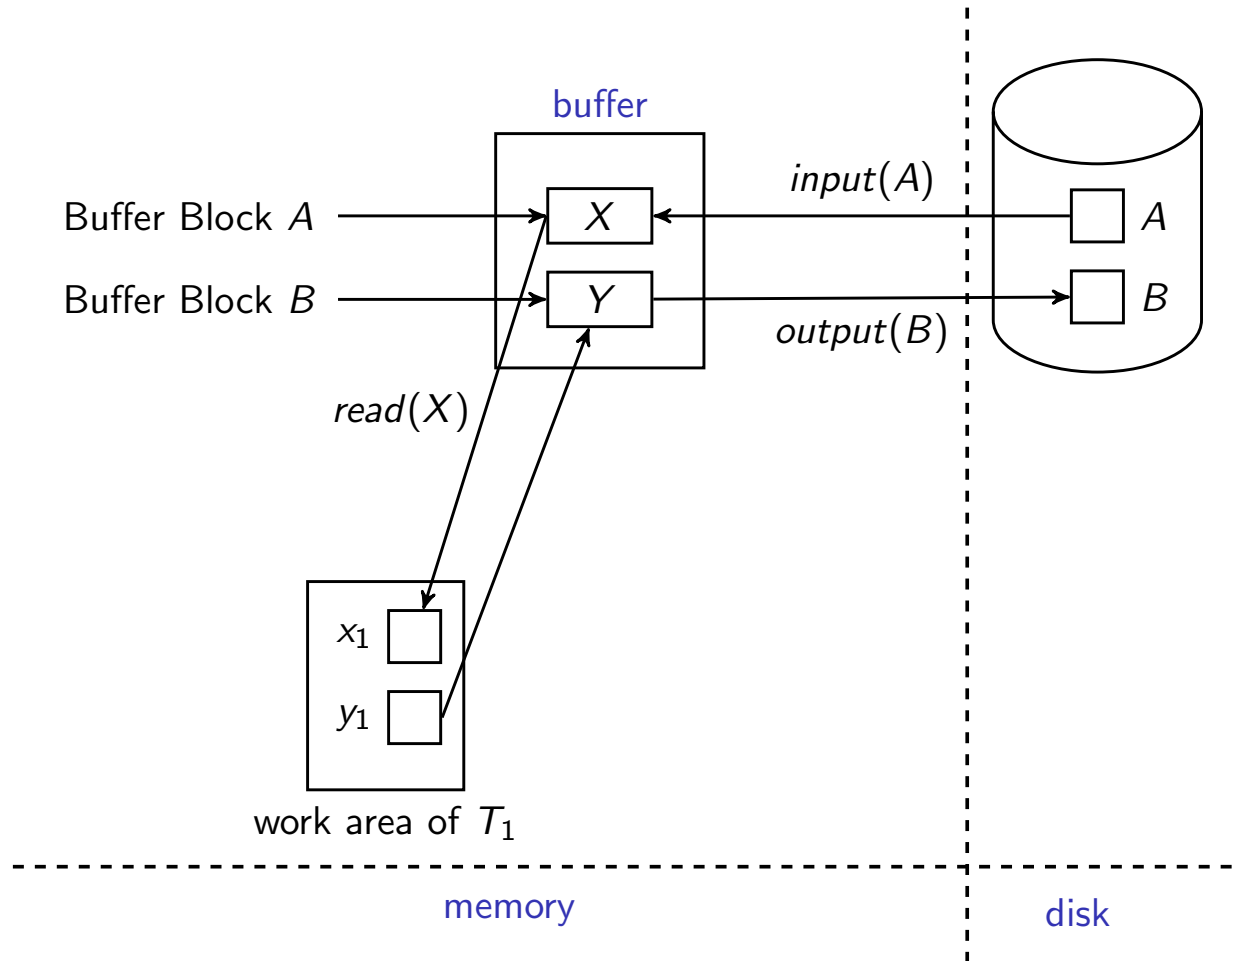 buffer
input(A)
Buffer Block A
X
A
Buffer Block B
Y
B
output(B)
read(X)
x₁
y₁
work area of T₁
memory
disk